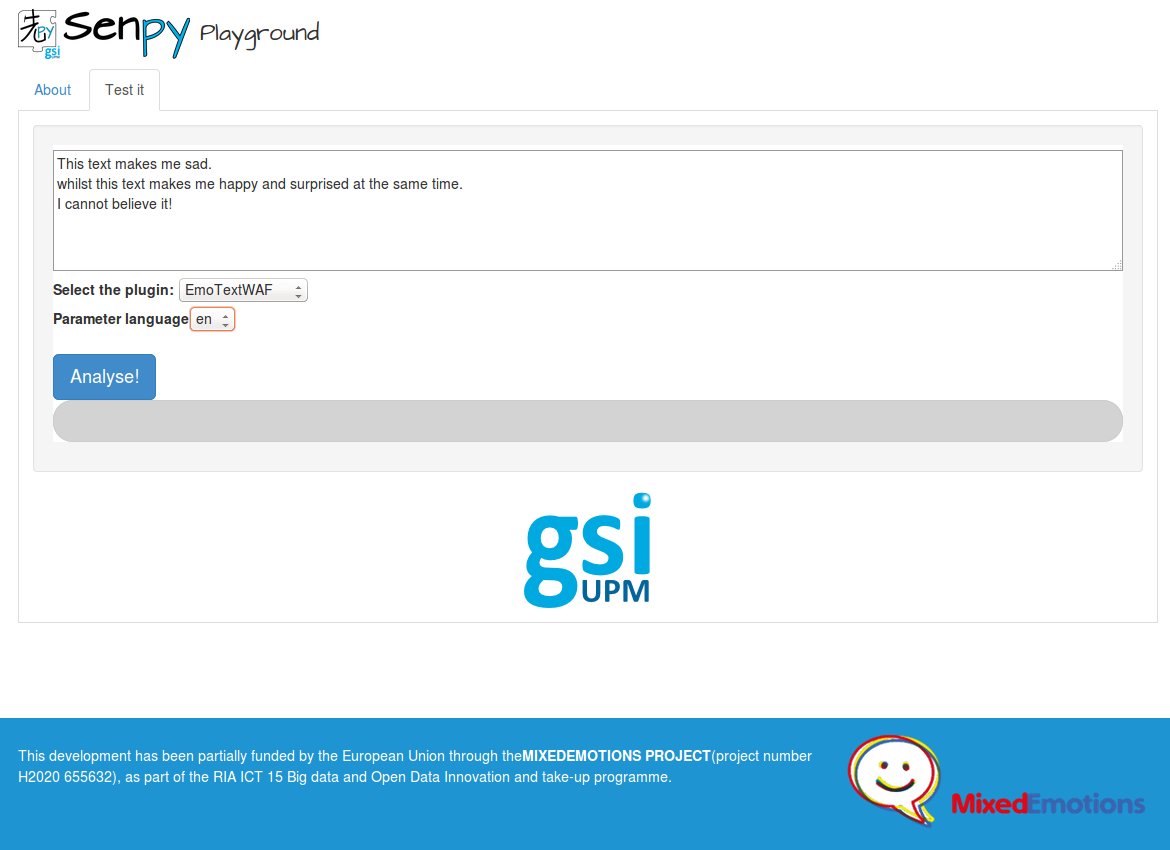 先 PY gsi
Senpy Playground
About Test it
This text makes me sad.
whilst this text makes me happy and surprised at the same time.
I cannot believe it!
Select the plugin: EmoTextWAF
Parameter language en
Analyse!
gsi
UPM
This development has been partially funded by the European Union through theMIXEDEMOTIONS PROJECT(project number
H2020 655632), as part of the RIA ICT 15 Big data and Open Data Innovation and take-up programme.
MixedEmotions